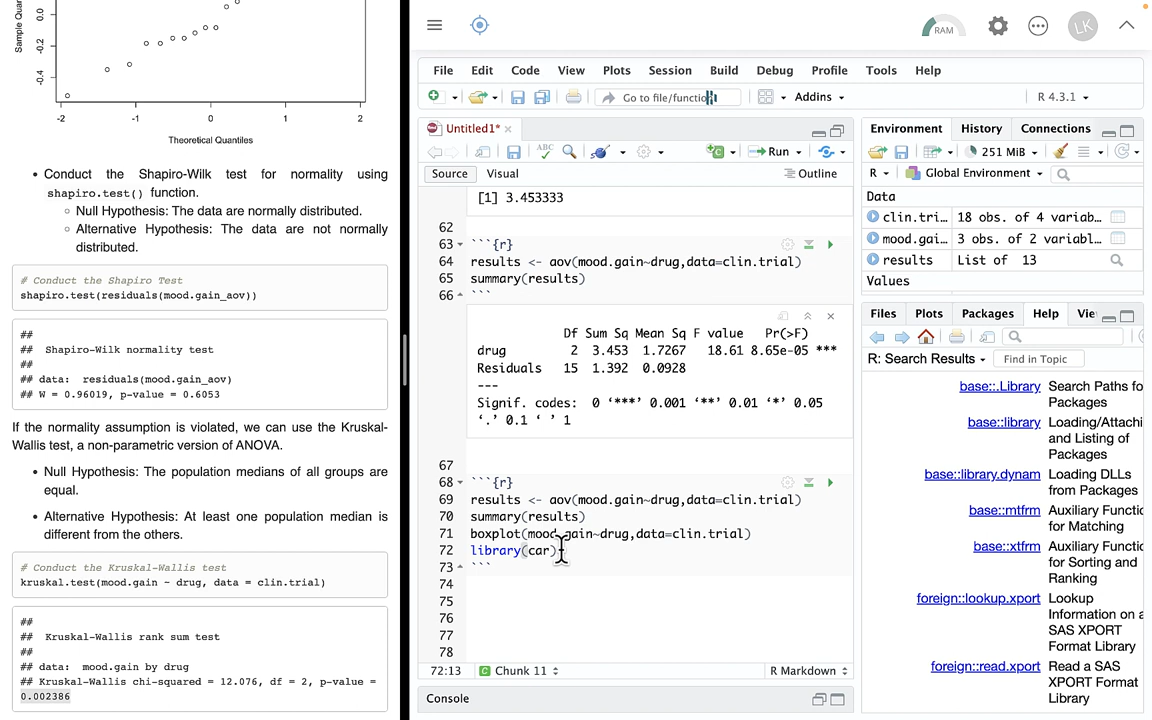 Sample Quan
0.0
-0.2
-0.4
-2
-1
0
1
2
Theoretical Quantiles
• Conduct the Shapiro-Wilk test for normality using
shapiro.test() function.
Null Hypothesis: The data are normally distributed.
Alternative Hypothesis: The data are not normally
distributed.
# Conduct the Shapiro Test
shapiro.test(residuals(mood.gain_aov))
##
## Shapiro-Wilk normality test
##
## data: residuals(mood.gain_aov)
## W = 0.96019, p-value = 0.6053
If the normality assumption is violated, we can use the Kruskal-
Wallis test, a non-parametric version of ANOVA.
• Null Hypothesis: The population medians of all groups are
equal.
• Alternative Hypothesis: At least one population median is
different from the others.
# Conduct the Kruskal-Wallis test
kruskal.test(mood.gain ~ drug, data = clin.trial)
##
## Kruskal-Wallis rank sum test
##
## data: mood.gain by drug
## Kruskal-Wallis chi-squared = 12.076, df = 2, p-value =
0.002386
RAM
LK
File Edit Code View Plots Session Build Debug Profile Tools Help
Go to file/functio
Addins
R 4.3.1
Untitled1*
ABC
Run
Source Visual
Outline
[1] 3.453333
62
63 ```{r}
64 results <- aov(mood.gain~drug,data=clin.trial)
65 summary(results)
66 ```
Df Sum Sq Mean Sq F value Pr(>F)
drug 2 3.453 1.7267 18.61 8.65e-05 ***
Residuals 15 1.392 0.0928
---
Signif. codes: 0 ‘***’ 0.001 ‘**’ 0.01 ‘*’ 0.05
‘.’ 0.1 ‘ ’ 1
67
68 ```{r}
69 results <- aov(mood.gain~drug,data=clin.trial)
70 summary(results)
71 boxplot(mood.gain~drug,data=clin.trial)
72 library(car)
73 ```
74
75
76
77
78
72:13 Chunk 11
R Markdown
Console
Environment History Connections
251 MiB
R Global Environment
Data
clin.tri… 18 obs. of 4 variab…
mood.gai… 3 obs. of 2 variabl…
results List of 13
Values
Files Plots Packages Help Vie
R: Search Results
Find in Topic
base::.Library Search Paths fo
Packages
base::library Loading/Attachi
and Listing of
Packages
base::library.dynam Loading DLLs
from Packages
base::mtfrm Auxiliary Functio
for Matching
base::xtfrm Auxiliary Functio
for Sorting and
Ranking
foreign::lookup.xport Lookup
Information on a
SAS XPORT
Format Library
foreign::read.xport Read a SAS
XPORT Format
Library